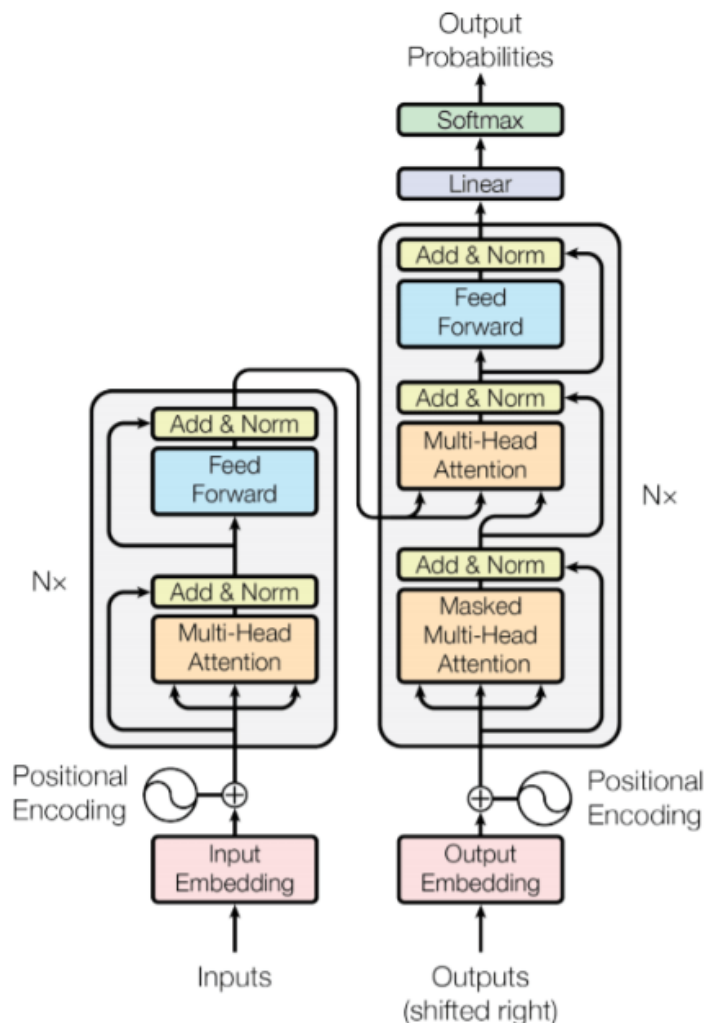 Output
Probabilities
Softmax
Linear
Add & Norm
Feed
Forward
Add & Norm
Multi-Head
Attention
Add & Norm
Masked
Multi-Head
Attention
Nx
Add & Norm
Feed
Forward
Add & Norm
Multi-Head
Attention
Nx
Positional
Encoding
Positional
Encoding
Input
Embedding
Output
Embedding
Inputs
Outputs
(shifted right)